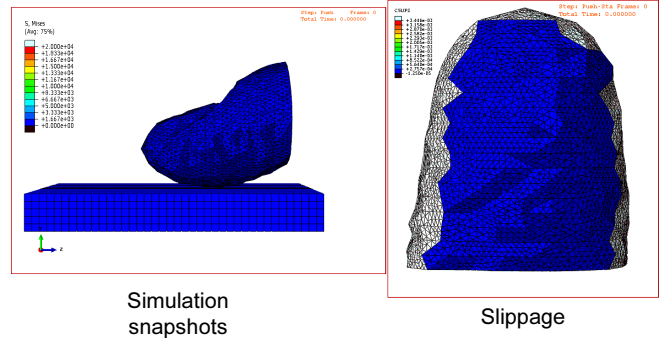 Step: Push Frame: 0
Total Time: 0.000000
S, Mises
(Avg: 75%)
+2.000e+04
+1.833e+04
+1.667e+04
+1.500e+04
+1.333e+04
+1.167e+04
+1.000e+04
+8.333e+03
+6.667e+03
+5.000e+03
+3.333e+03
+1.667e+03
+0.000e+00
Y
Z
Simulation
snapshots
Step: Push-Sta Frame: 0
Total Time: 0.000000
CSLIP2
Slippage